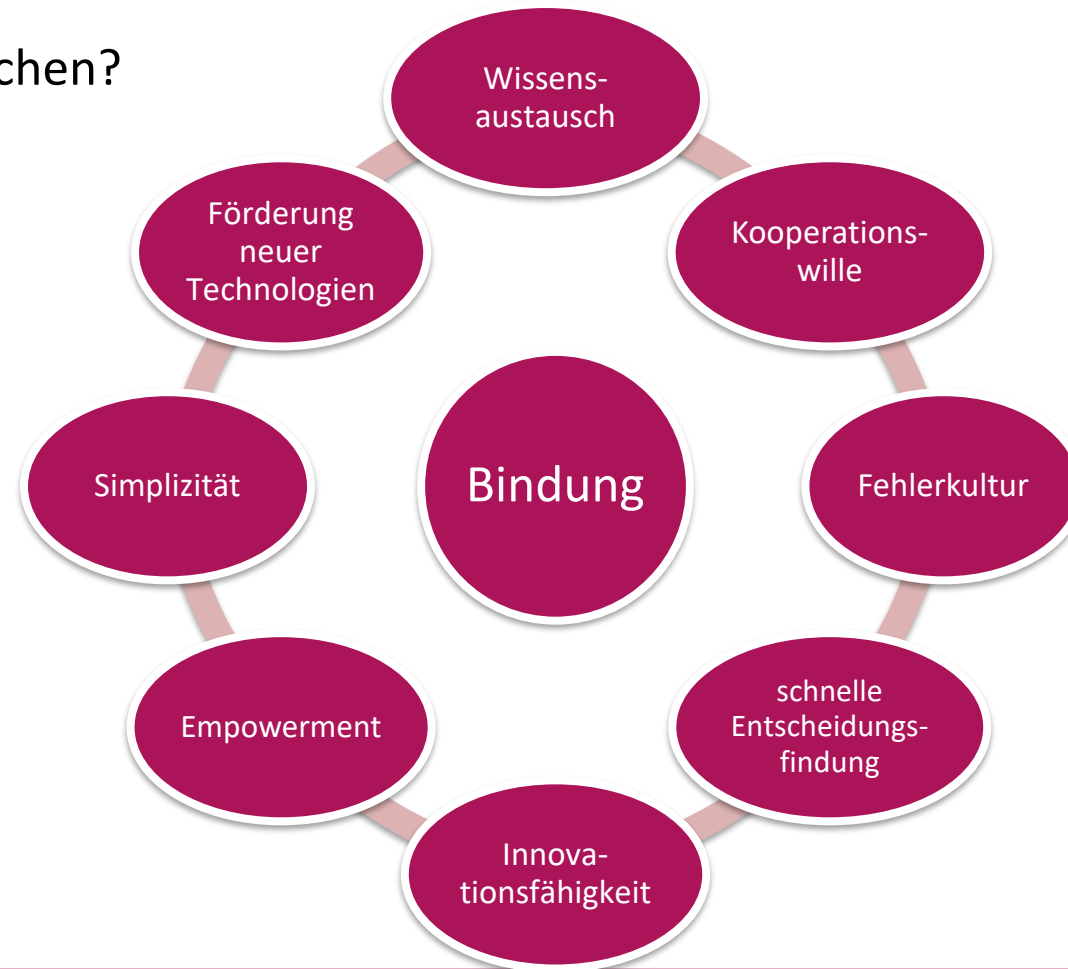 chen?
Wissens-
austausch
Förderung
neuer
Technologien
Kooperations-
wille
Simplizität
Bindung
Fehlerkultur
Empowerment
schnelle
Entscheidungs-
findung
Innova-
tionsfähigkeit